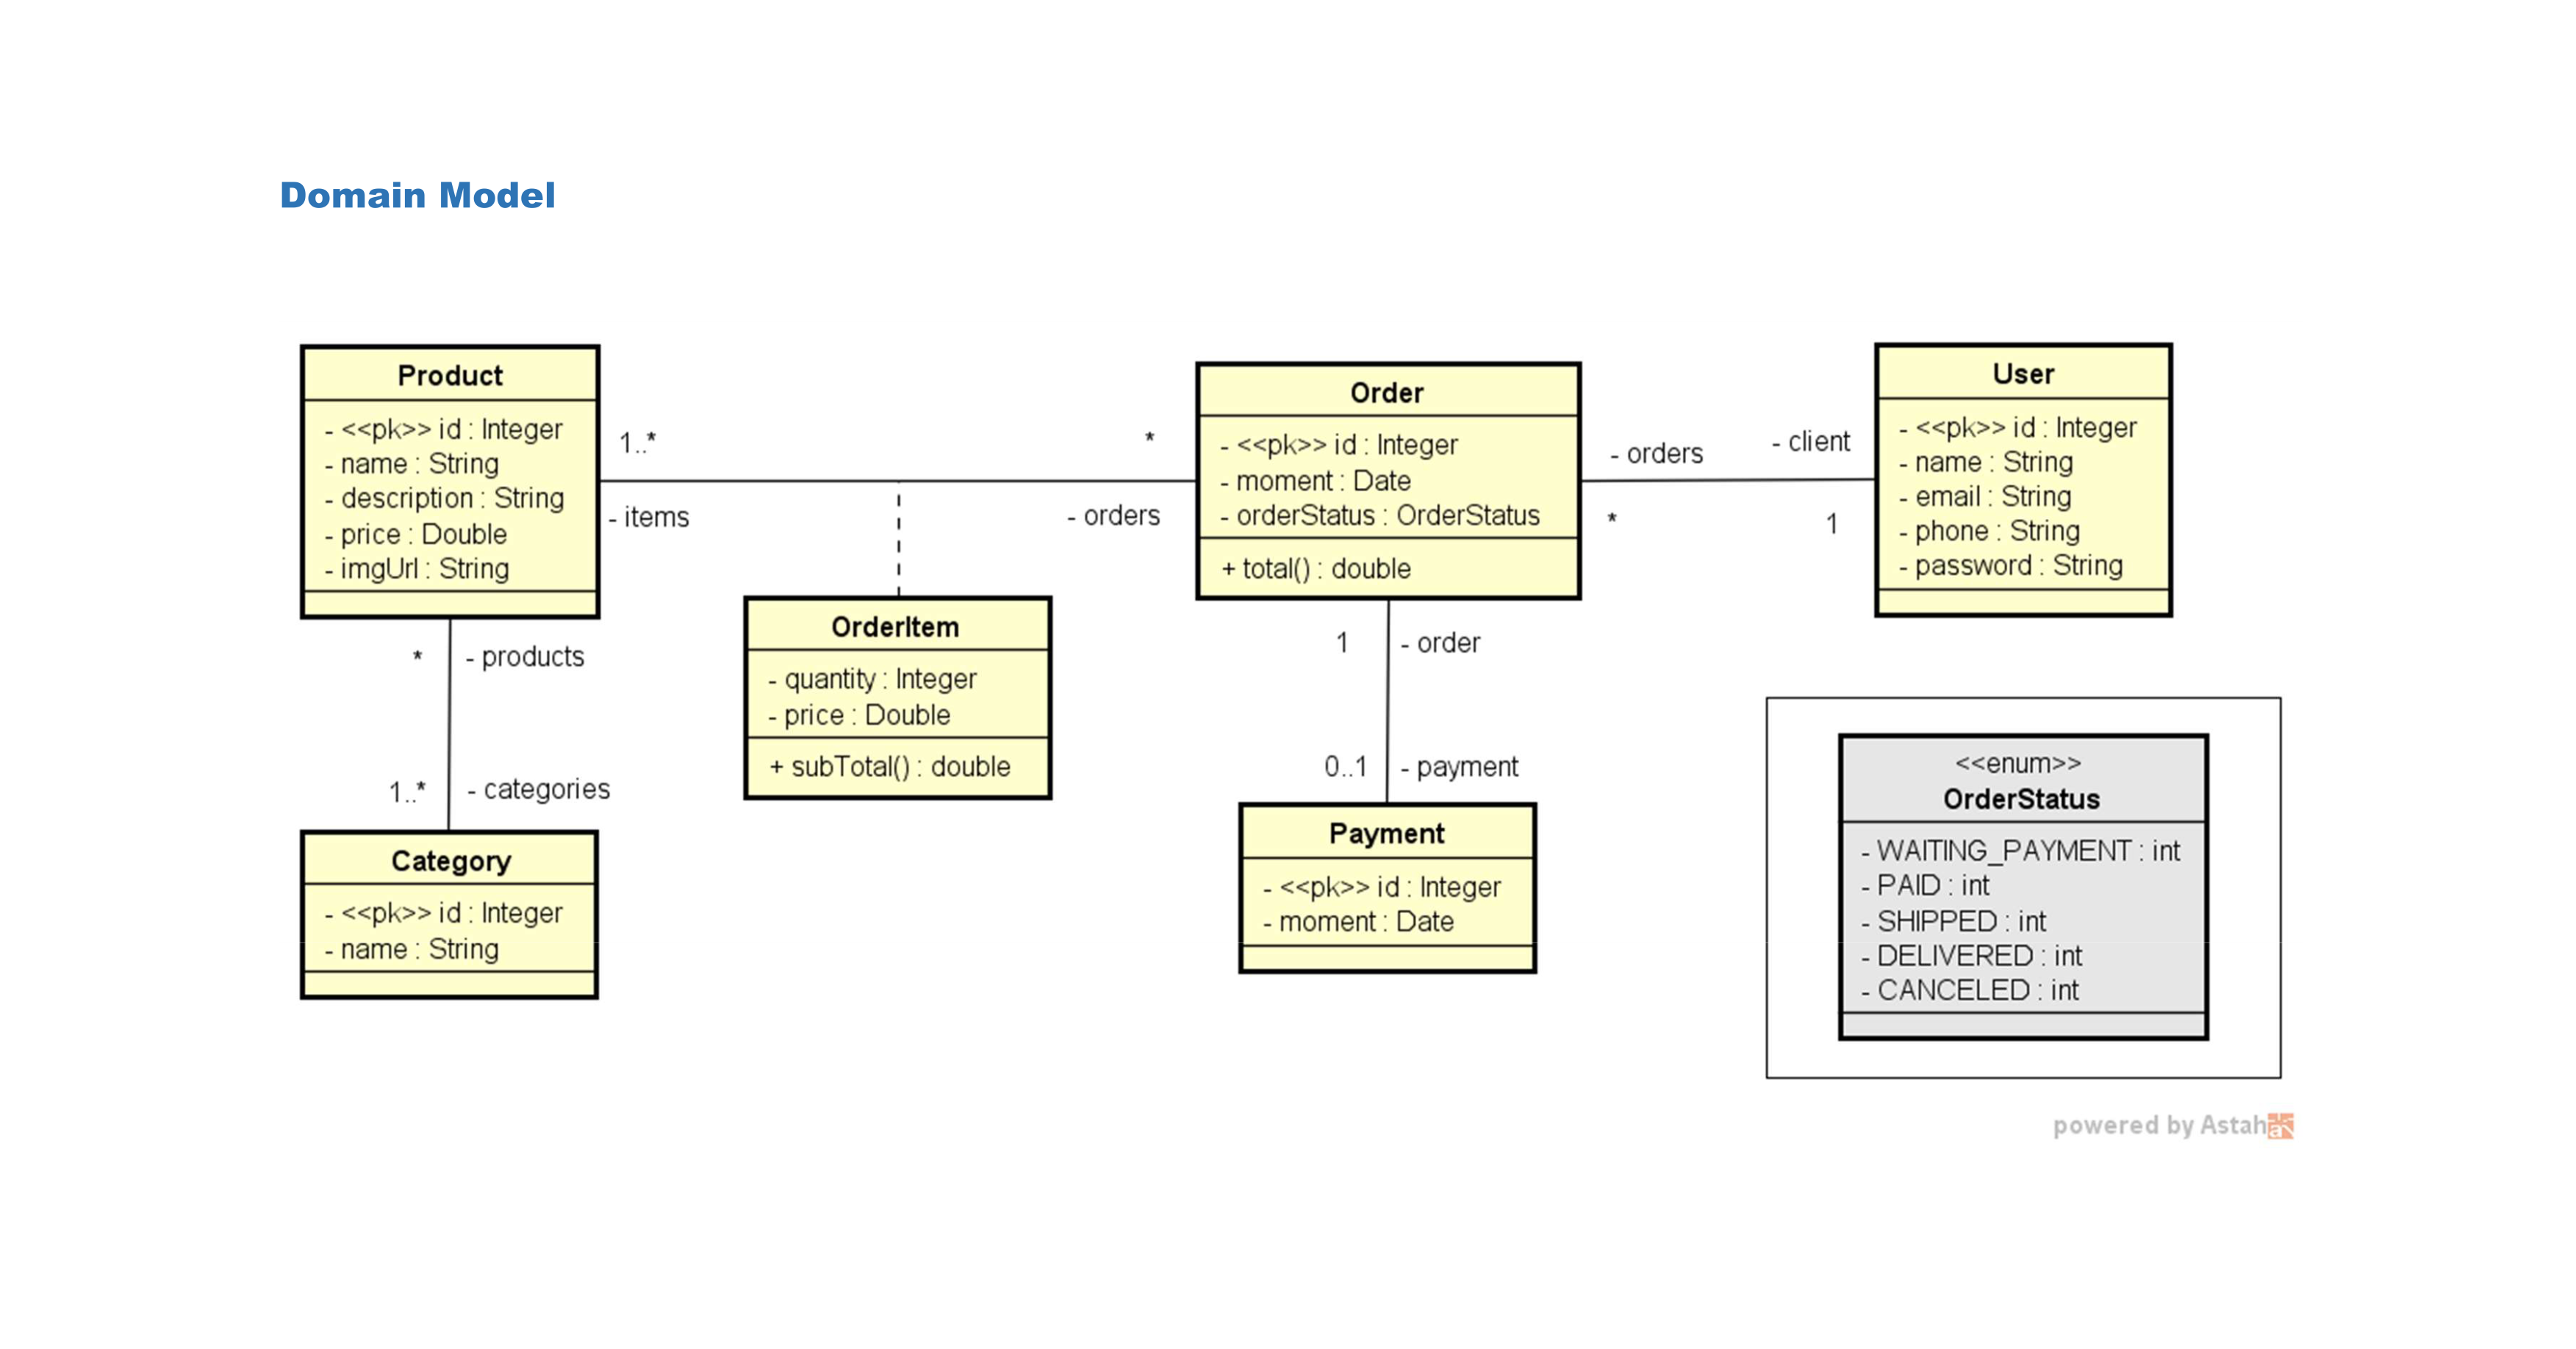 Domain Model
Product
- <<pk>> id : Integer
- name : String
- description : String
- price : Double
- imgUrl : String
1..*
- items
*
- orders
Order
- <<pk>> id : Integer
- moment : Date
- orderStatus : OrderStatus
+ total() : double
- orders
*
- client
1
User
- <<pk>> id : Integer
- name : String
- email : String
- phone : String
- password : String
* - products
1..* - categories
Category
- <<pk>> id : Integer
- name : String
OrderItem
- quantity : Integer
- price : Double
+ subTotal() : double
1 - order
0..1 - payment
Payment
- <<pk>> id : Integer
- moment : Date
<<enum>>
OrderStatus
- WAITING_PAYMENT : int
- PAID : int
- SHIPPED : int
- DELIVERED : int
- CANCELED : int
powered by Astah